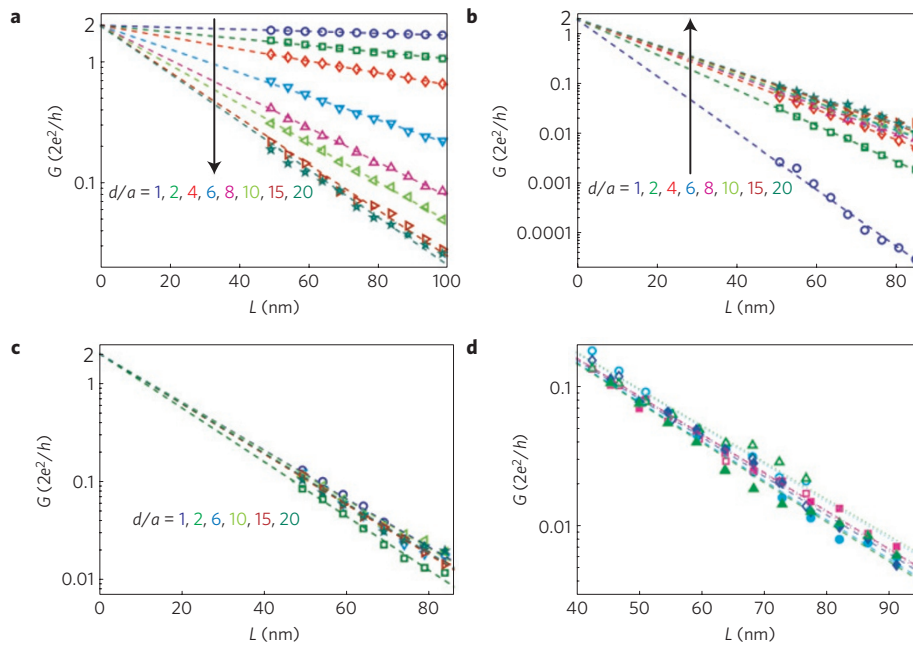 a
2
1
0.1
G (2e²/h)
d/a = 1, 2, 4, 6, 8, 10, 15, 20
0 20 40 60 80 100
L (nm)
b
2
1
0.1
0.01
0.001
0.0001
G (2e²/h)
d/a = 1, 2, 4, 6, 8, 10, 15, 20
0 20 40 60 80
L (nm)
c
2
1
0.1
0.01
G (2e²/h)
d/a = 1, 2, 6, 10, 15, 20
0 20 40 60 80
L (nm)
d
0.1
0.01
G (2e²/h)
40 50 60 70 80 90
L (nm)